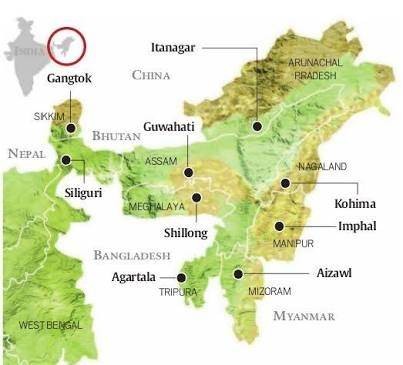 INDIA
Itanagar
CHINA
ARUNACHAL
PRADESH
Gangtok
SIKKIM
BHUTAN
Guwahati
NEPAL
ASSAM
NAGALAND
Siliguri
MEGHALAYA
Kohima
Shillong
Imphal
MANIPUR
BANGLADESH
Agartala
Aizawl
TRIPURA
MIZORAM
MYANMAR
WEST BENGAL